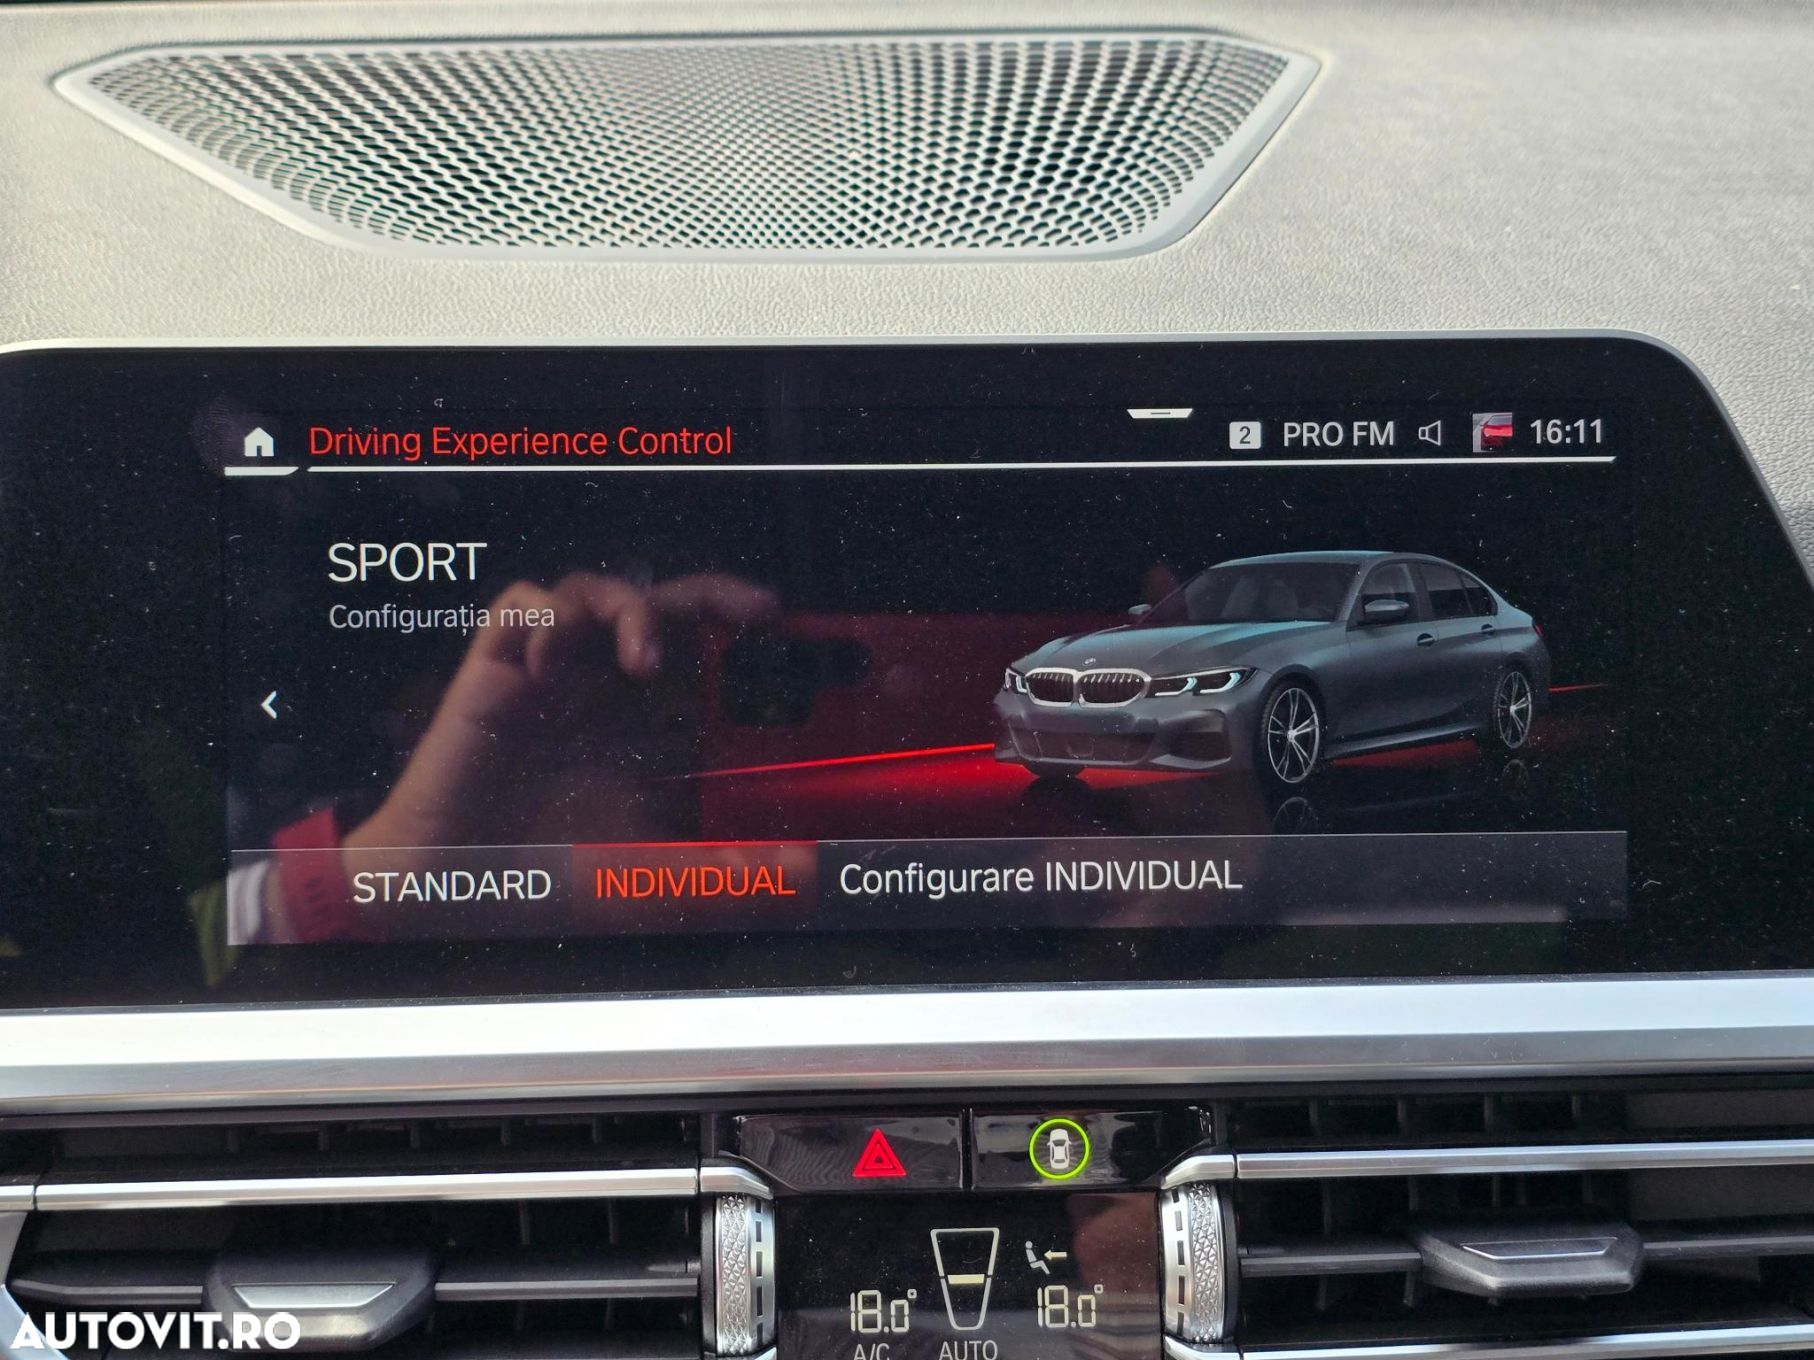 Driving Experience Control
2 PRO FM 16:11
SPORT
Configurația mea
STANDARD INDIVIDUAL Configurare INDIVIDUAL
18.0° 18.0°
A/C AUTO
AUTOVIT.RO